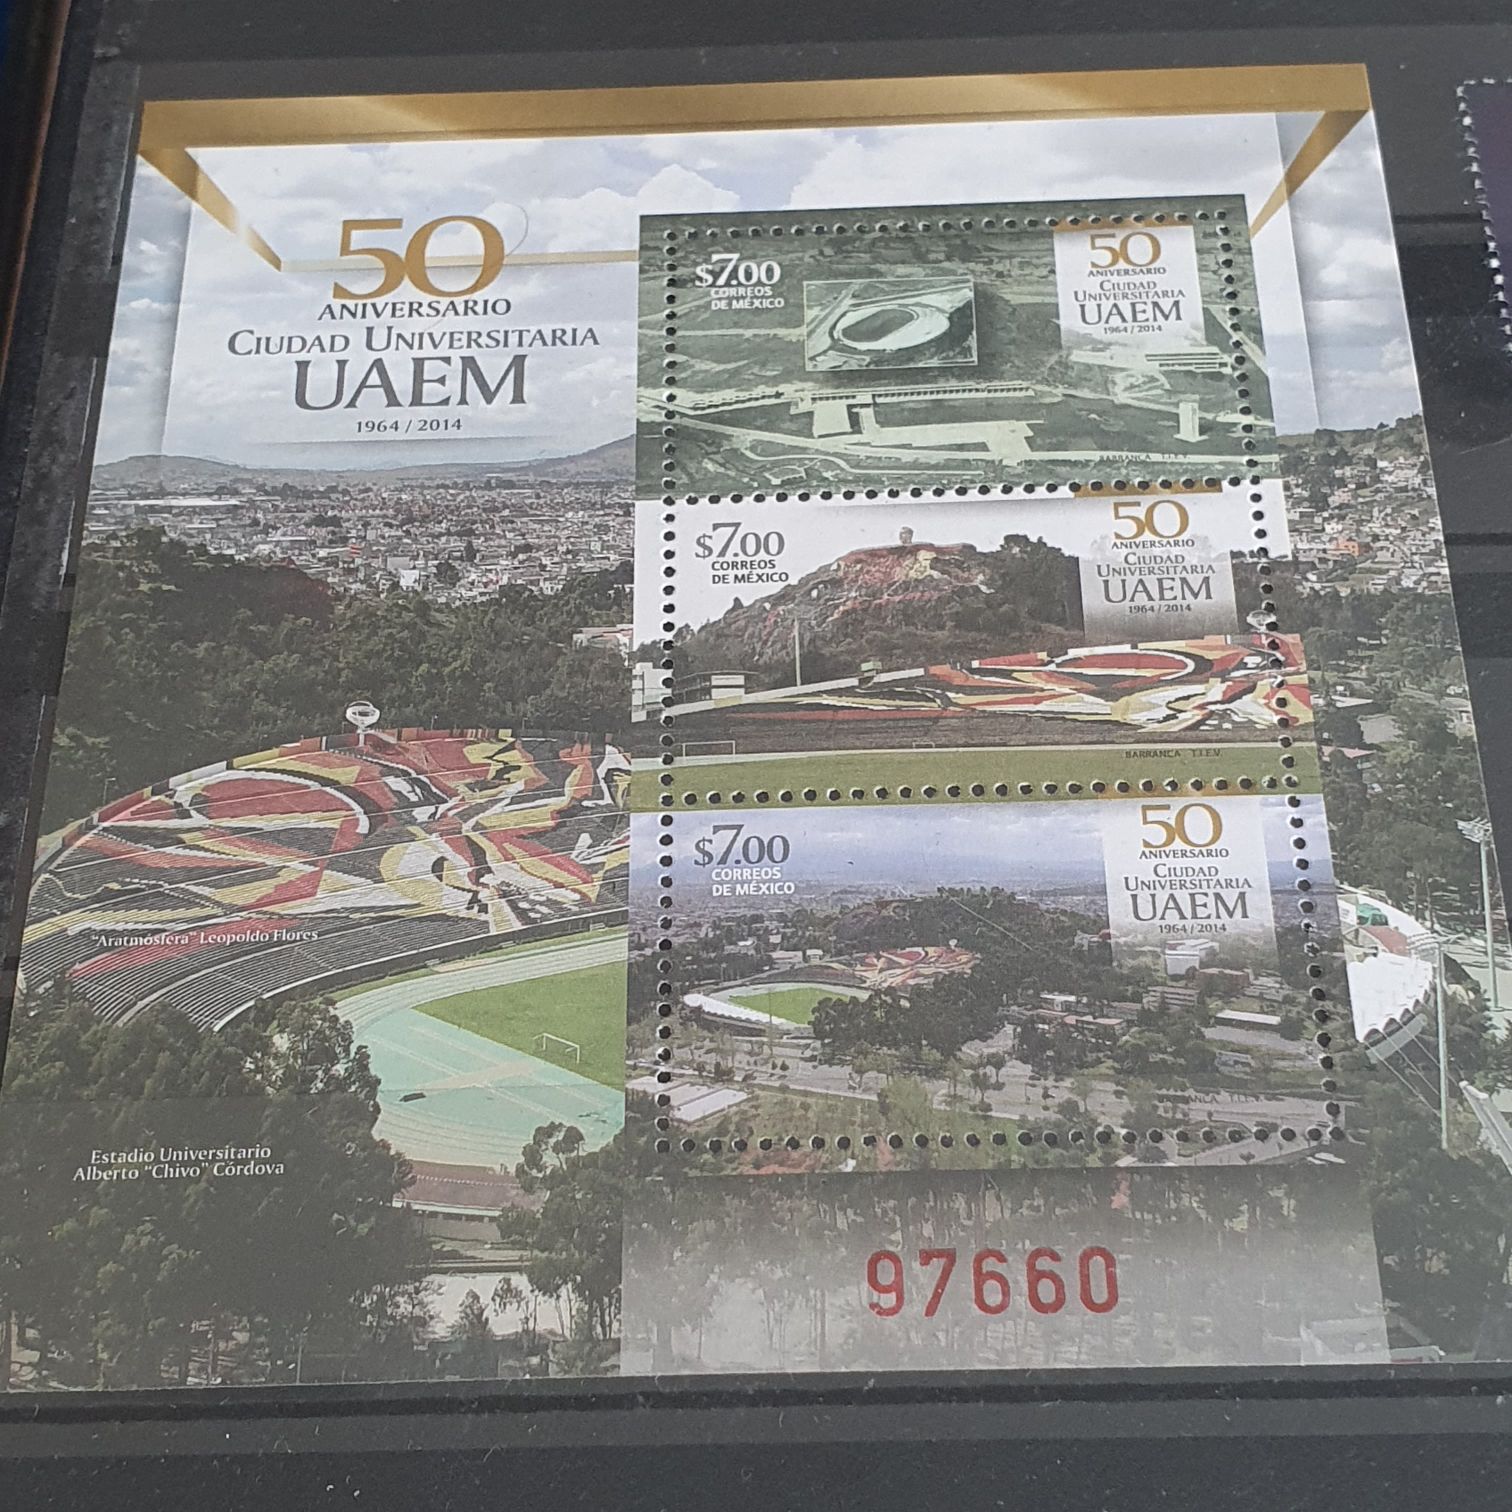 50
ANIVERSARIO
CIUDAD UNIVERSITARIA
UAEM
1964 / 2014
$7.00
CORREOS
DE MÉXICO
50
ANIVERSARIO
CIUDAD
UNIVERSITARIA
UAEM
1964 / 2014
BARRANCA T.I.E.V.
$7.00
CORREOS
DE MÉXICO
50
ANIVERSARIO
CIUDAD
UNIVERSITARIA
UAEM
1964 / 2014
BARRANCA T.I.E.V.
$7.00
CORREOS
DE MÉXICO
50
ANIVERSARIO
CIUDAD
UNIVERSITARIA
UAEM
1964 / 2014
BARRANCA T.I.E.V.
"Aratmósfera" Leopoldo Flores
Estadio Universitario
Alberto "Chivo" Córdova
97660